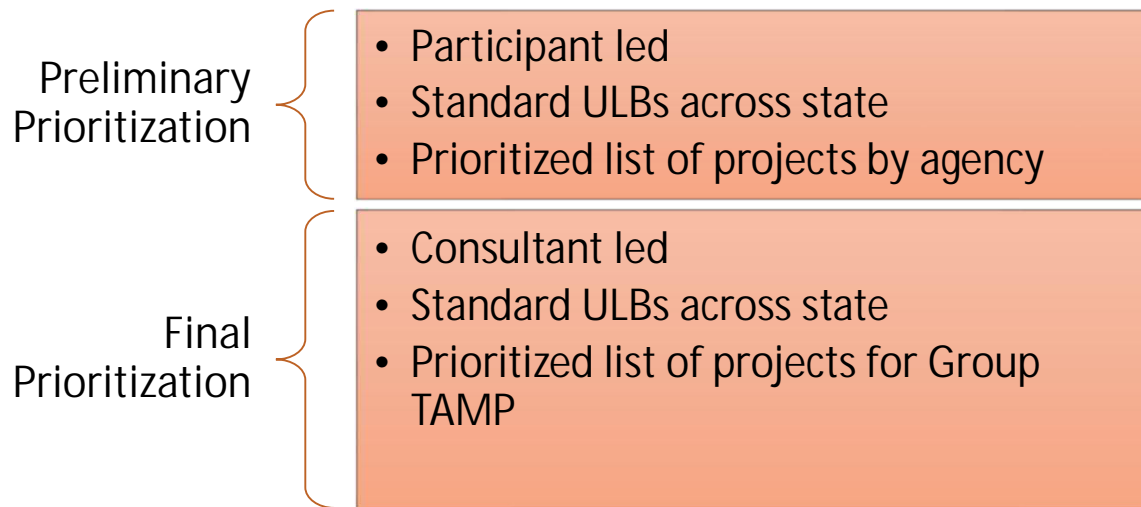 Preliminary
Prioritization
• Participant led
• Standard ULBs across state
• Prioritized list of projects by agency
Final
Prioritization
• Consultant led
• Standard ULBs across state
• Prioritized list of projects for Group
TAMP